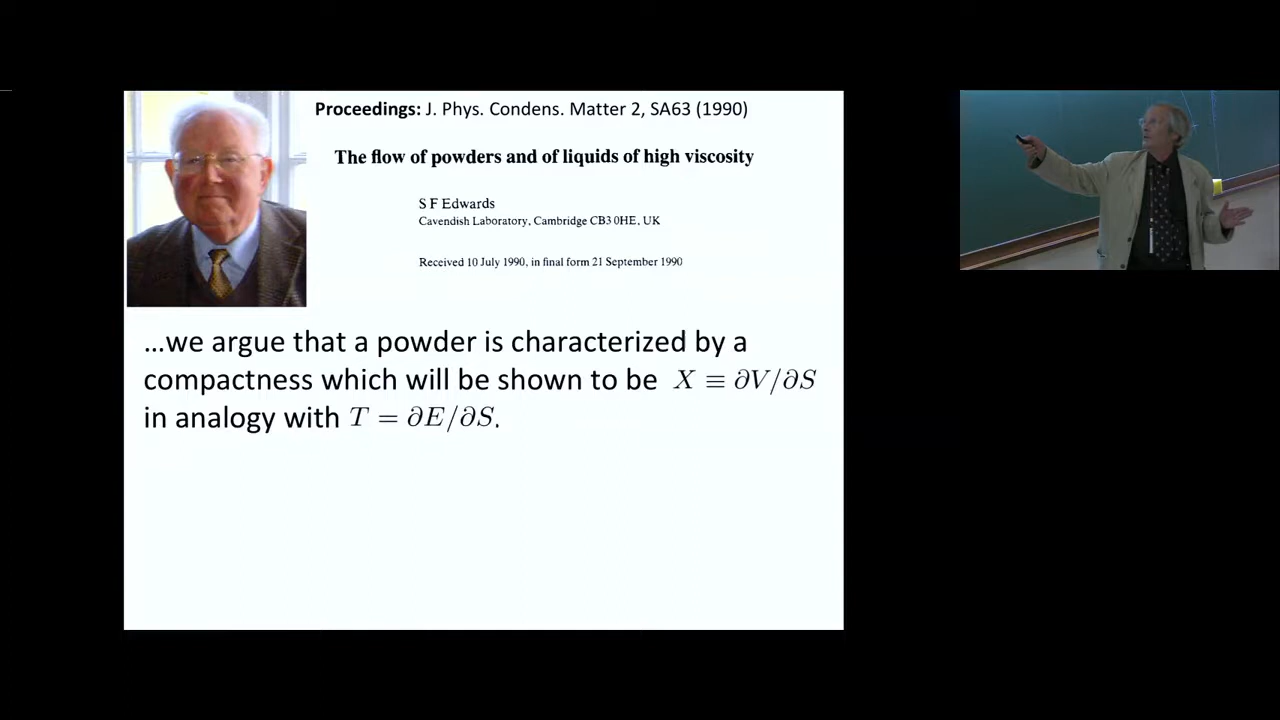 Proceedings: J. Phys. Condens. Matter 2, SA63 (1990)
The flow of powders and of liquids of high viscosity
S F Edwards
Cavendish Laboratory, Cambridge CB3 0HE, UK
Received 10 July 1990, in final form 21 September 1990
...we argue that a powder is characterized by a
compactness which will be shown to be X ≡ ∂V/∂S
in analogy with T = ∂E/∂S.